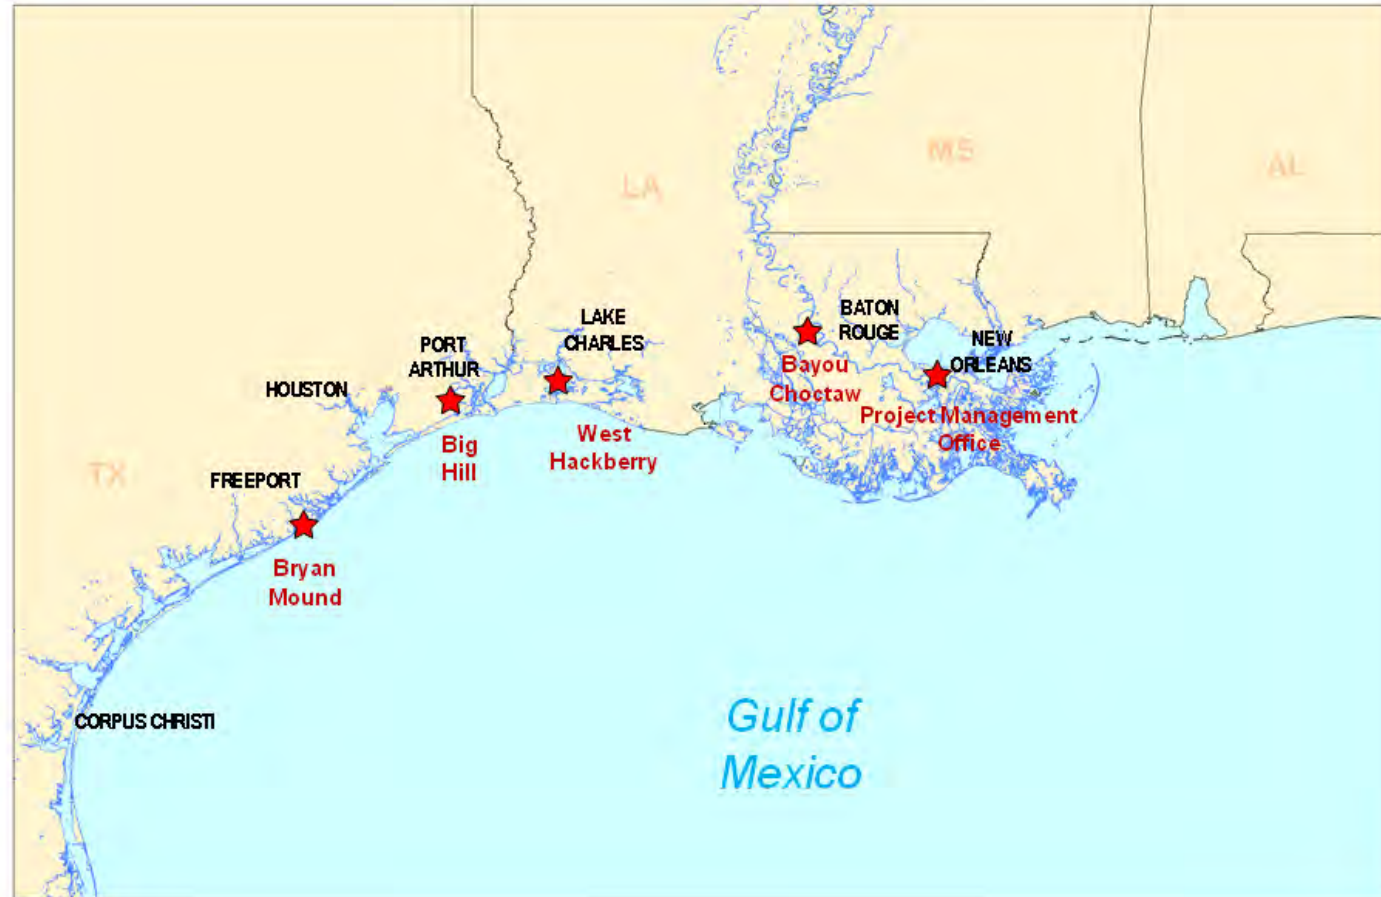 MS
AL
LA
LAKE
CHARLES
BATON
ROUGE
NEW
ORLEANS
PORT
ARTHUR
HOUSTON
Bayou
Choctaw
Project Management
Office
West
Hackberry
Big
Hill
TX
FREEPORT
Bryan
Mound
CORPUS CHRISTI
Gulf of
Mexico